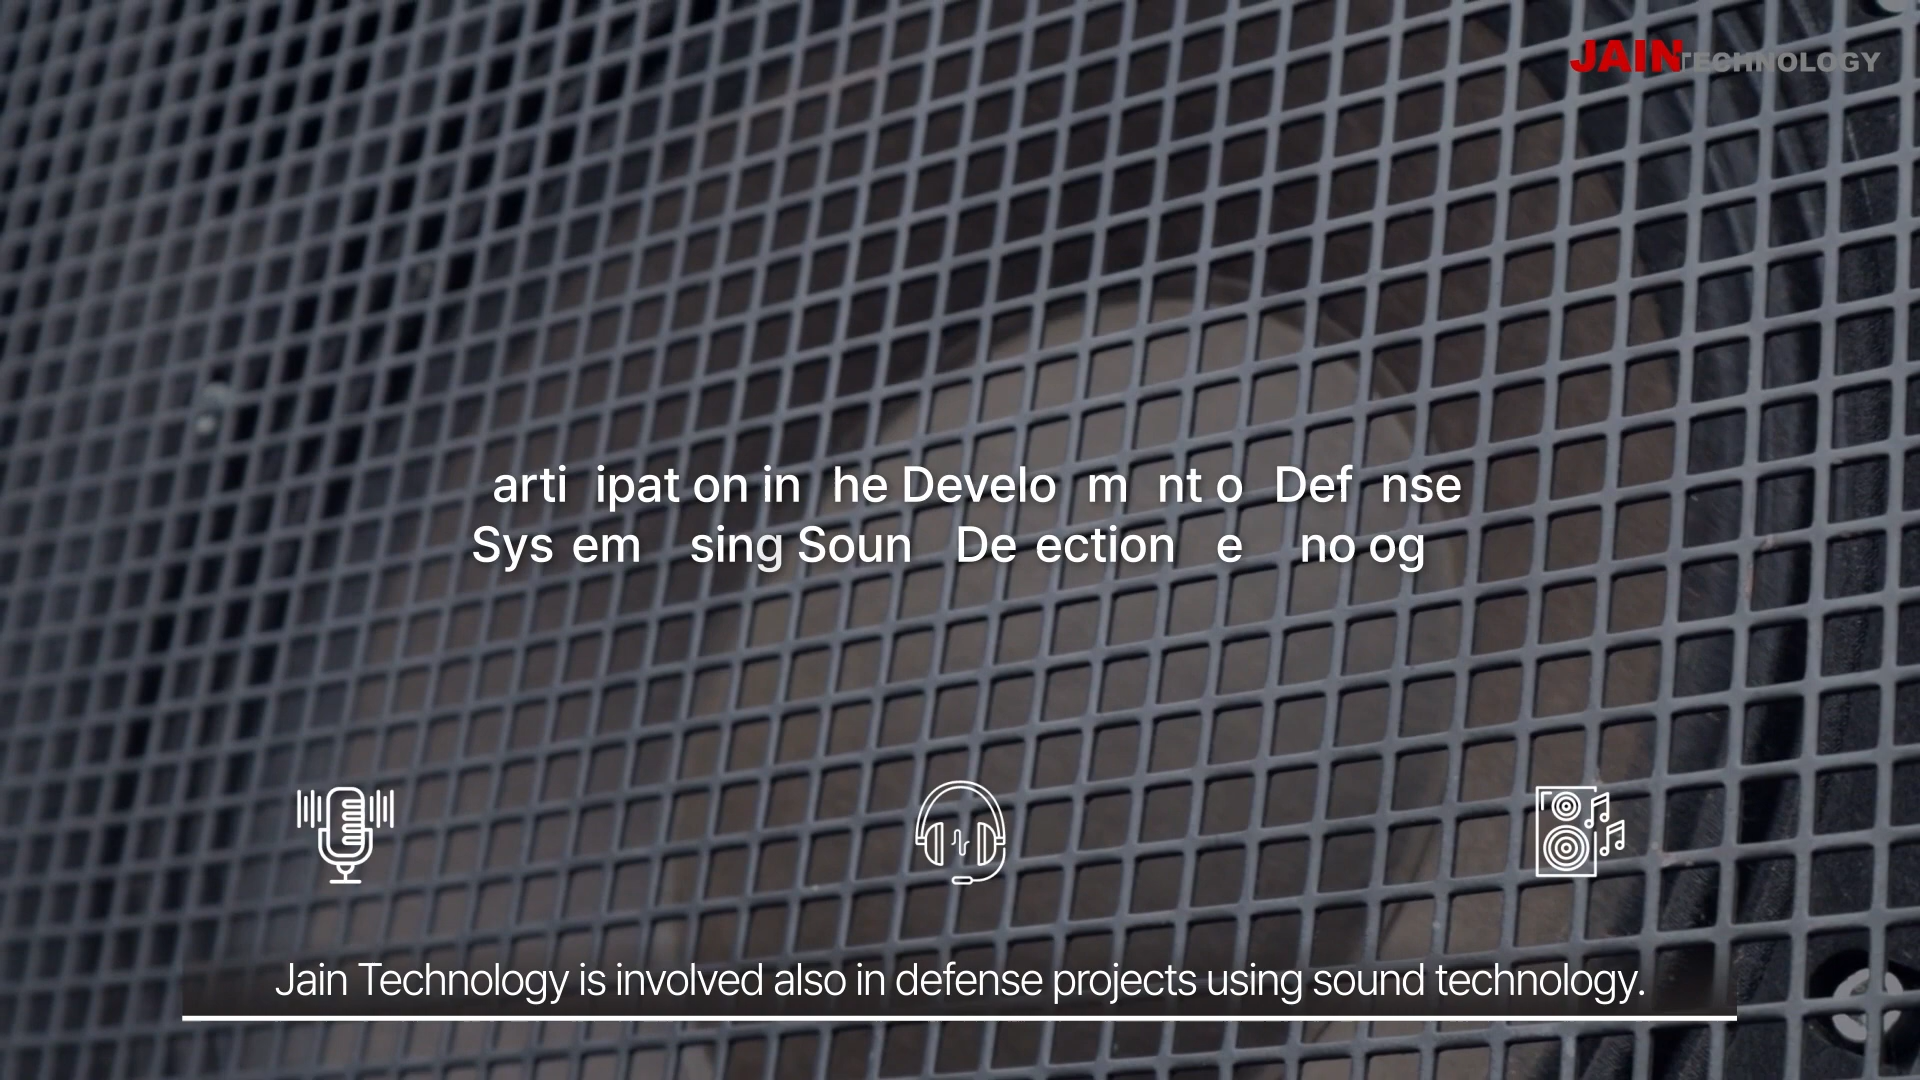 JAIN TECHNOLOGY
arti ipat on in he Develo m nt o Def nse
Sys em sing Soun De ection e no og
Jain Technology is involved also in defense projects using sound technology.